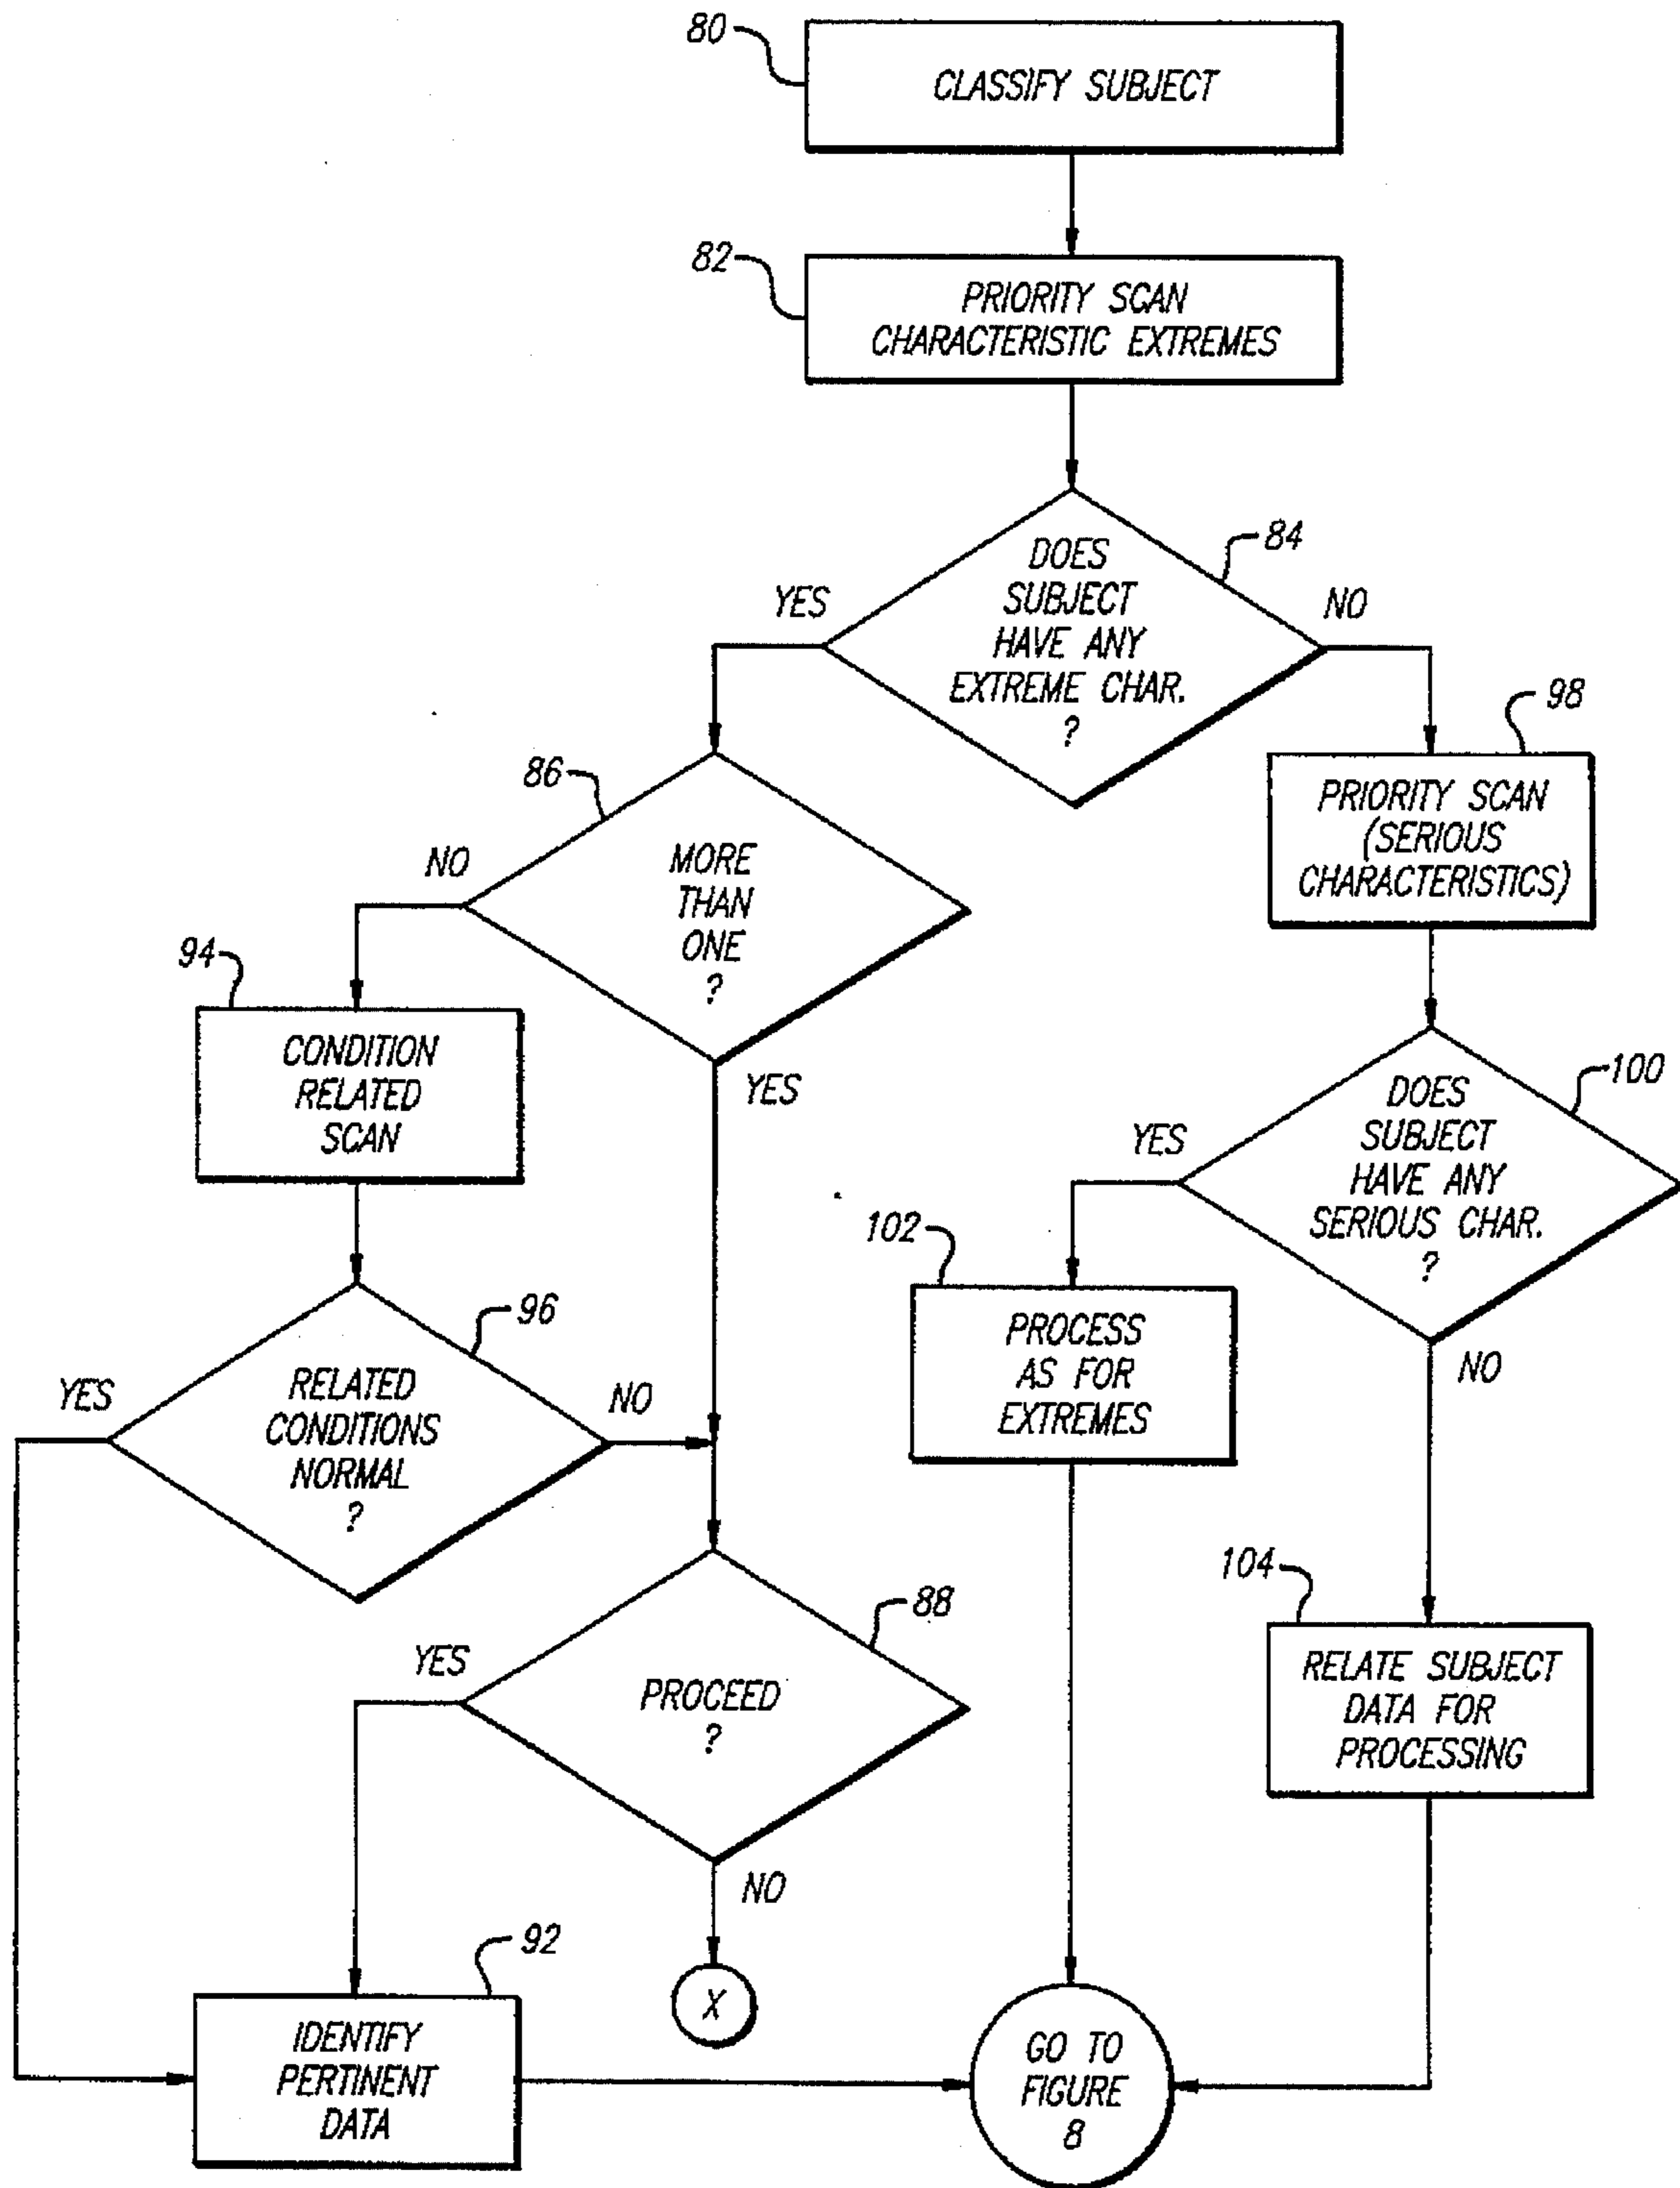 80
CLASSIFY SUBJECT
82
PRIORITY SCAN
CHARACTERISTIC EXTREMES
84
DOES
SUBJECT
HAVE ANY
EXTREME CHAR.
?
YES
NO
86
MORE
THAN
ONE
?
NO
YES
98
PRIORITY SCAN
(SERIOUS
CHARACTERISTICS)
94
CONDITION
RELATED
SCAN
100
DOES
SUBJECT
HAVE ANY
SERIOUS CHAR.
?
YES
NO
96
RELATED
CONDITIONS
NORMAL
?
YES
NO
102
PROCESS
AS FOR
EXTREMES
88
PROCEED
?
YES
NO
104
RELATE SUBJECT
DATA FOR
PROCESSING
92
IDENTIFY
PERTINENT
DATA
X
GO TO
FIGURE
8